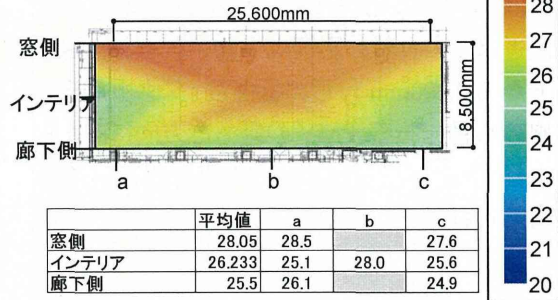 25.600mm
窓側
インテリア
廊下側
8,500mm
a b c
28
27
26
25
24
23
22
21
20
平均値 a b c
窓側 28.05 28.5 27.6
インテリア 26,233 25.1 28.0 25.6
廊下側 25.5 26.1 24.9